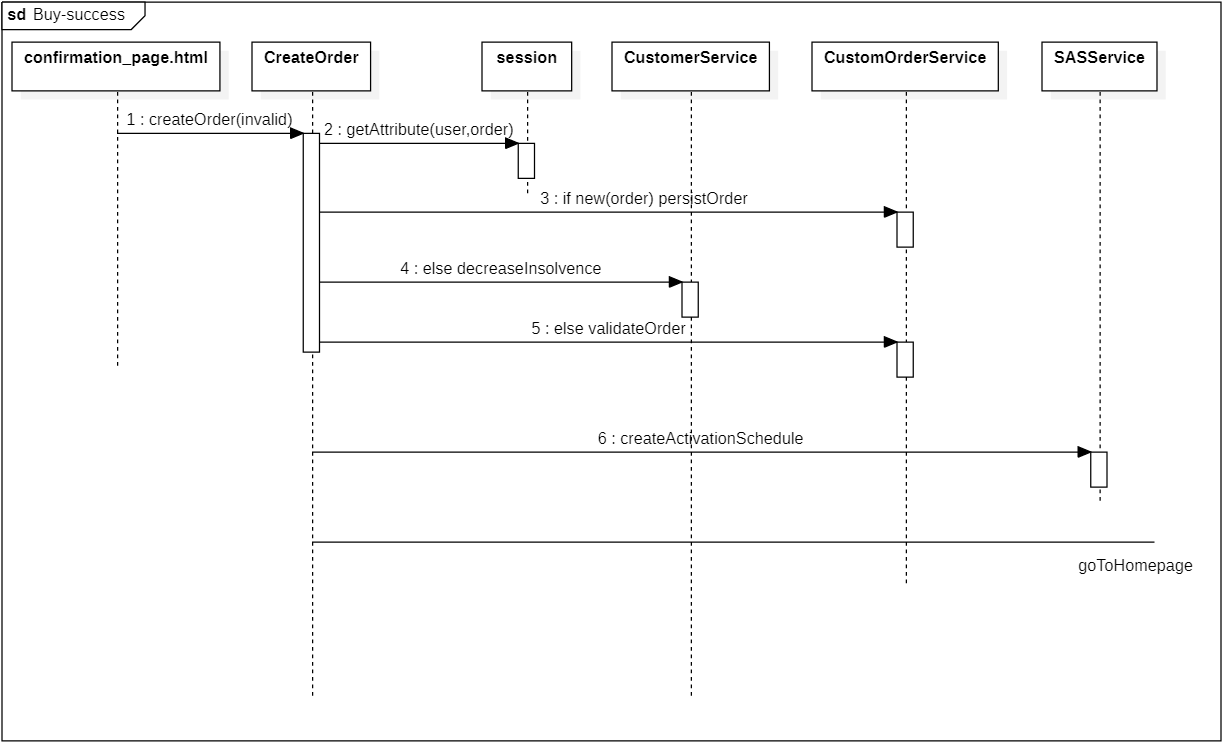 sd Buy-success
confirmation_page.html
CreateOrder
session
CustomerService
CustomOrderService
SASService
1 : createOrder(invalid)
2 : getAttribute(user,order)
3 : if new(order) persistOrder
4 : else decreaseInsolvence
5 : else validateOrder
6 : createActivationSchedule
goToHomepage